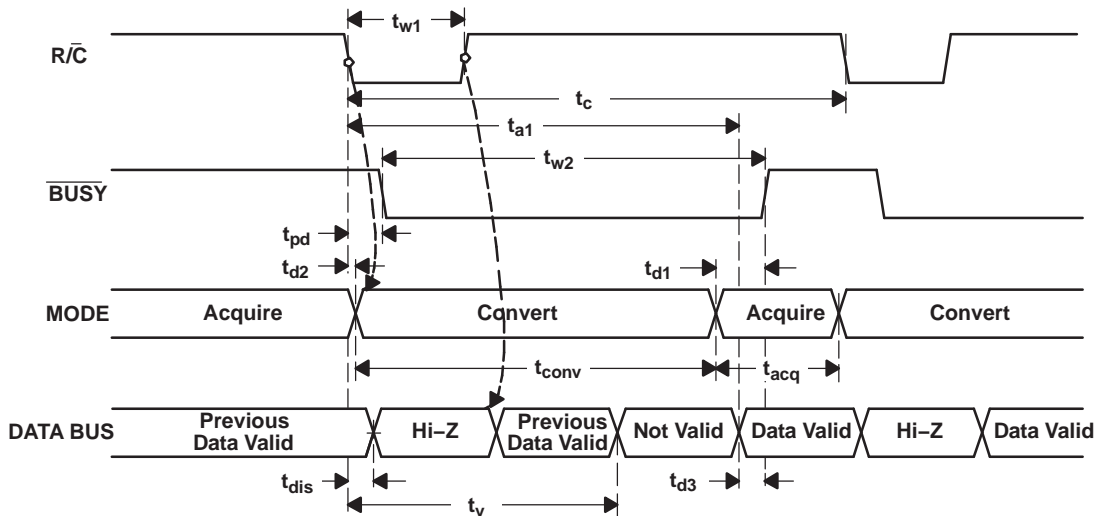 t_w1
R/C̅
t_c
t_a1
t_w2
B̅U̅S̅Y̅
t_pd
t_d2
t_d1
MODE Acquire Convert Acquire Convert
t_conv t_acq
DATA BUS Previous Data Valid Hi–Z Previous Data Valid Not Valid Data Valid Hi–Z Data Valid
t_dis t_d3
t_v